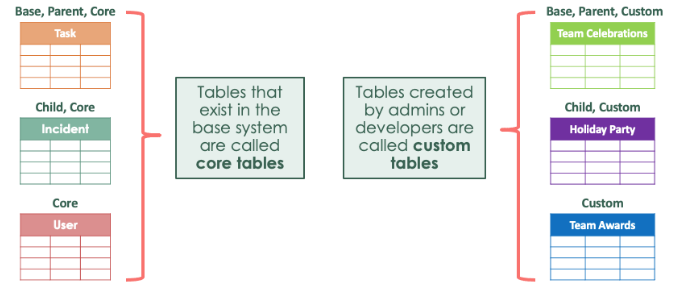 Base, Parent, Core
Task
Child, Core
Incident
Core
User
Tables that
exist in the
base system
are called
core tables
Tables created
by admins or
developers are
called custom
tables
Base, Parent, Custom
Team Celebrations
Child, Custom
Holiday Party
Custom
Team Awards